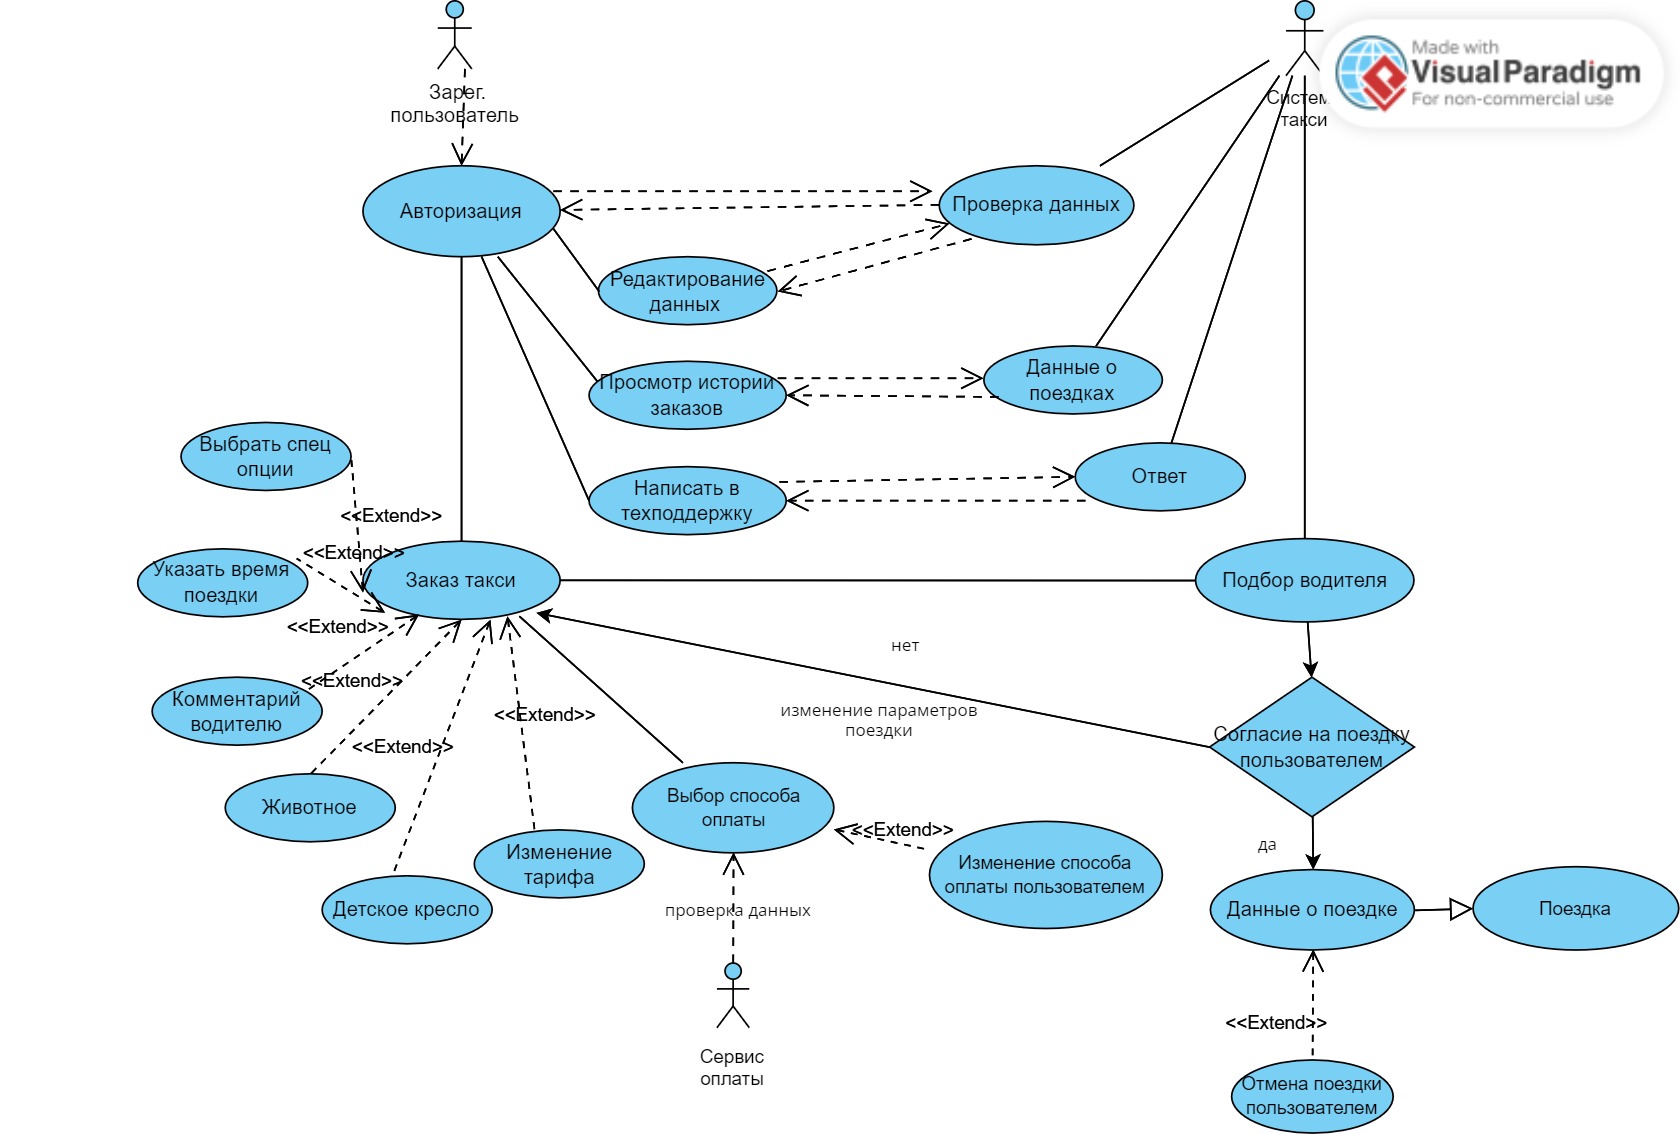 Зарег.
пользователь
Систем
такси
Made with
Visual Paradigm
For non-commercial use
Авторизация
Проверка данных
Редактирование
данных
Просмотр истории
заказов
Данные о
поездках
Выбрать спец
опции
Написать в
техподдержку
Ответ
<<Extend>>
<<Extend>>
Указать время
поездки
Заказ такси
Подбор водителя
<<Extend>>
нет
<<Extend>>
Комментарий
водителю
<<Extend>>
изменение параметров
поездки
Согласие на поездку
пользователем
<<Extend>>
Животное
Выбор способа
оплаты
<<Extend>>
да
Изменение
тарифа
Изменение способа
оплаты пользователем
Детское кресло
проверка данных
Данные о поездке
Поездка
<<Extend>>
Сервис
оплаты
Отмена поездки
пользователем